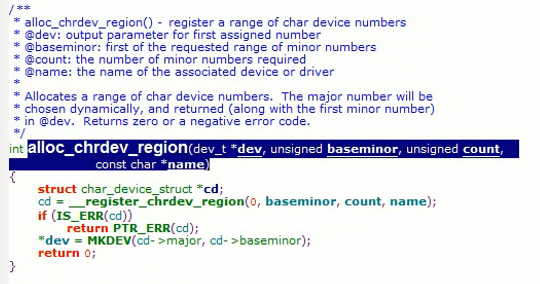 /**
 * alloc_chrdev_region() - register a range of char device numbers
 * @dev: output parameter for first assigned number
 * @baseminor: first of the requested range of minor numbers
 * @count: the number of minor numbers required
 * @name: the name of the associated device or driver
 *
 * Allocates a range of char device numbers.  The major number will be
 * chosen dynamically, and returned (along with the first minor number)
 * in @dev.  Returns zero or a negative error code.
 */
int alloc_chrdev_region(dev_t *dev, unsigned baseminor, unsigned count,
            const char *name)
{
    struct char_device_struct *cd;
    cd = __register_chrdev_region(0, baseminor, count, name);
    if (IS_ERR(cd))
        return PTR_ERR(cd);
    *dev = MKDEV(cd->major, cd->baseminor);
    return 0;
}